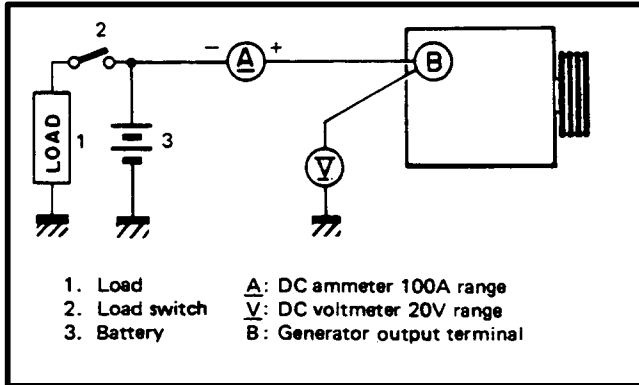 2
− A +
B
LOAD 1
3
V
1. Load A: DC ammeter 100A range
2. Load switch V: DC voltmeter 20V range
3. Battery B: Generator output terminal